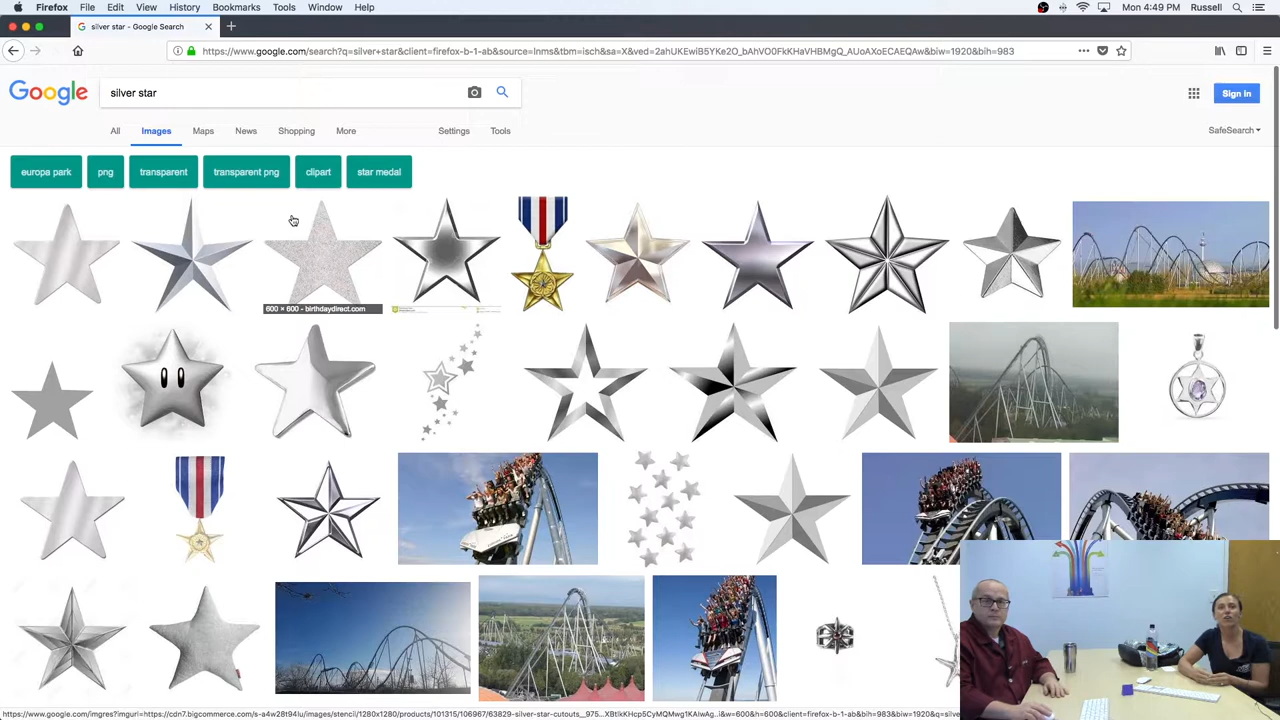 Firefox File Edit View History Bookmarks Tools Window Help Mon 4:49 PM Russell
silver star - Google Search
https://www.google.com/search?q=silver+star&client=firefox-b-1-ab&source=lnms&tbm=isch&sa=X&ved=2ahUKEwiB5YKe2O_bAhVO0FkKHaVHBMgQ_AUoAXoECAEQAw&biw=1920&bih=983
Google silver star Sign in
All Images Maps News Shopping More Settings Tools SafeSearch
europa park png transparent transparent png clipart star medal
600 × 600 - birthdaydirect.com